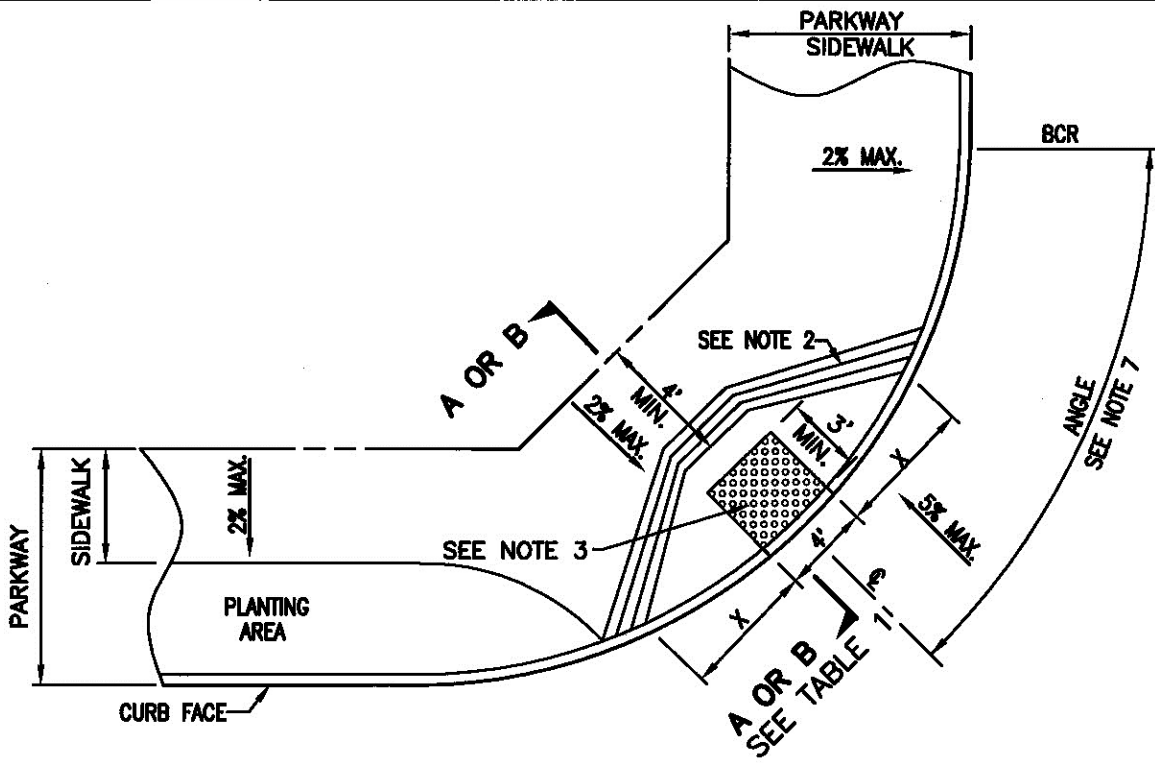 PARKWAY
SIDEWALK
BCR
2% MAX.
A OR B
SEE NOTE 2
4'
MIN.
2% MAX.
3'
MIN.
X
ANGLE
SEE NOTE 7
PARKWAY
SIDEWALK
2% MAX.
SEE NOTE 3
5% MAX.
4'
PLANTING
AREA
X
℄
A OR B
SEE TABLE 1
CURB FACE